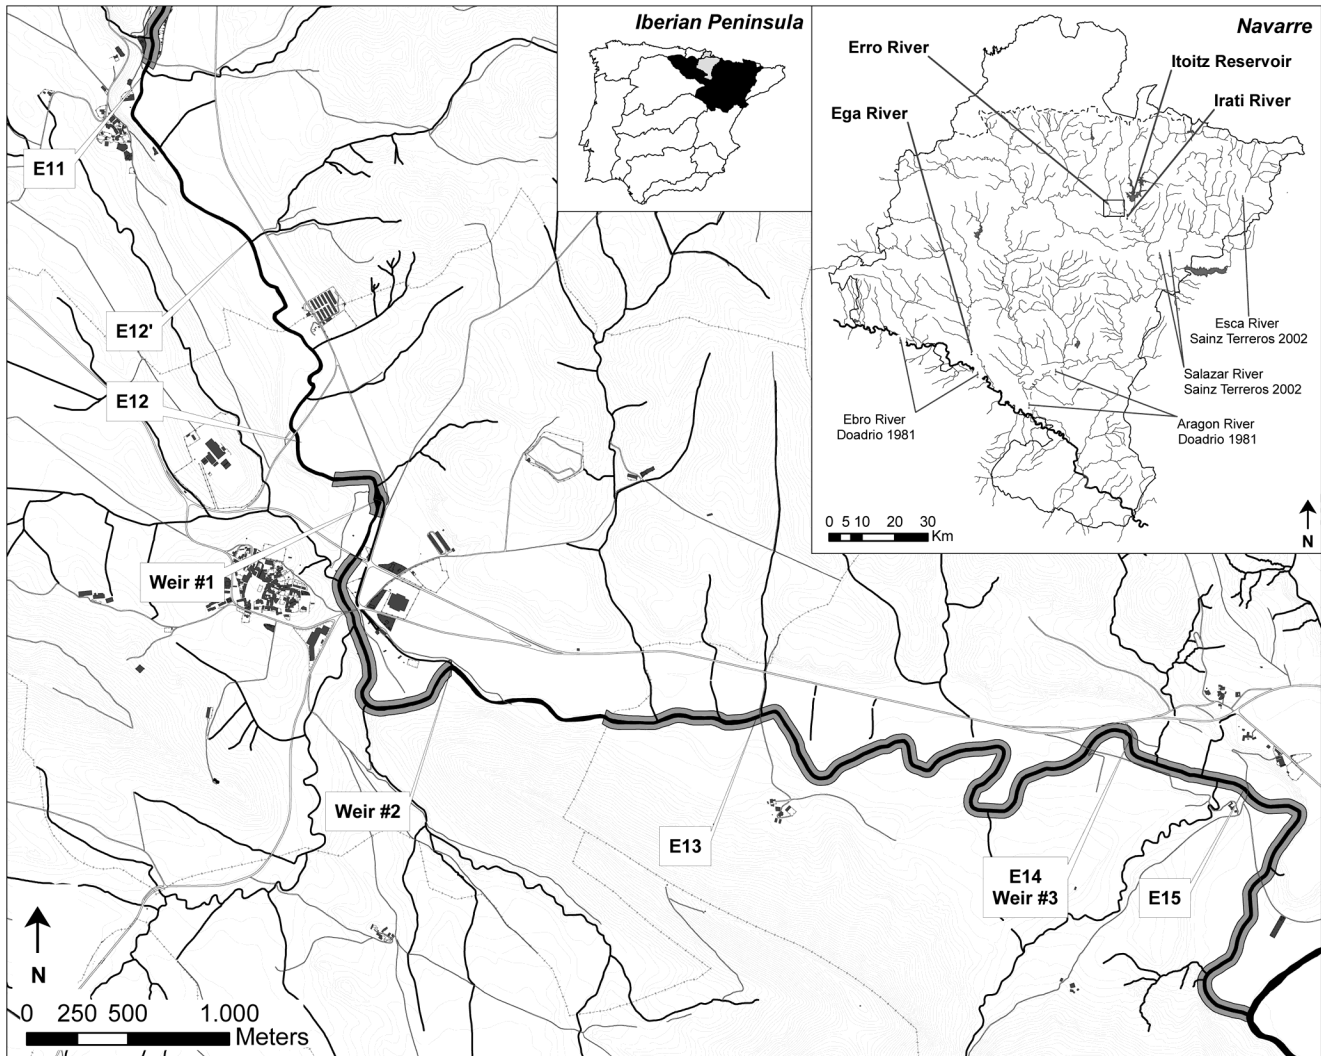 Iberian Peninsula
Navarre
Erro River
Itoitz Reservoir
Irati River
Ega River
Esca River
Sainz Terreros 2002
Salazar River
Sainz Terreros 2002
Ebro River
Doadrio 1981
Aragon River
Doadrio 1981
0 5 10 20 30
Km
N
E11
E12'
E12
Weir #1
Weir #2
E13
E14
Weir #3
E15
N
0 250 500 1.000
Meters